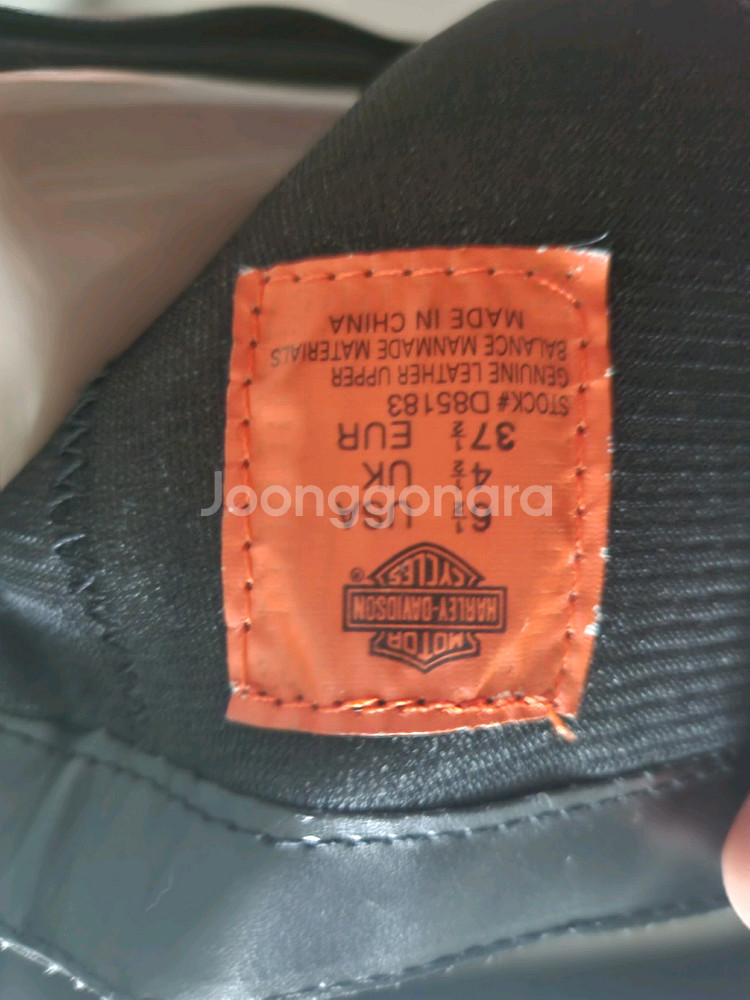 MOTOR
HARLEY-DAVIDSON
CYCLES
®
6½ USA
4½ UK
37½ EUR
STOCK# D85183
GENUINE LEATHER UPPER
BALANCE MANMADE MATERIALS
MADE IN CHINA
Joonggongra